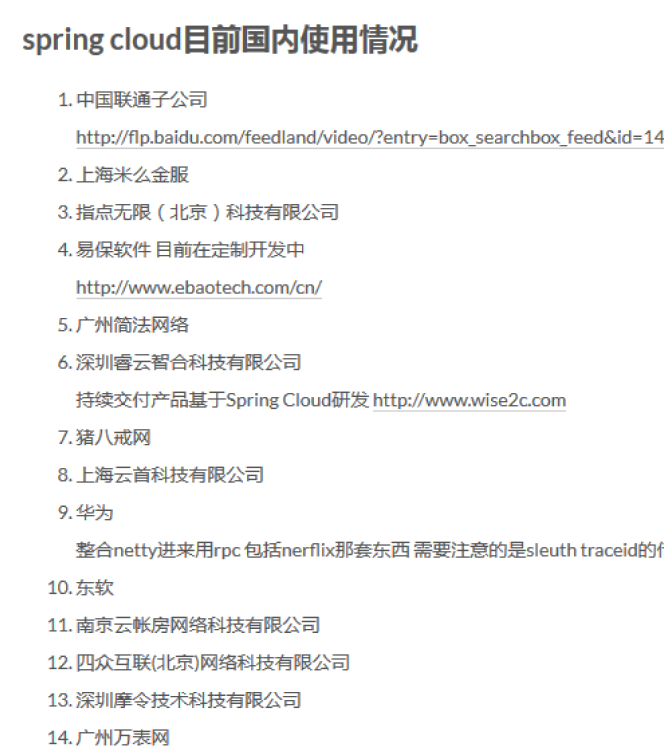 spring cloud目前国内使用情况
1. 中国联通子公司
http://flp.baidu.com/feedland/video/?entry=box_searchbox_feed&id=14
2. 上海米么金服
3. 指点无限（北京）科技有限公司
4. 易保软件 目前在定制开发中
http://www.ebaotech.com/cn/
5. 广州简法网络
6. 深圳睿云智合科技有限公司
持续交付产品基于Spring Cloud研发 http://www.wise2c.com
7. 猪八戒网
8. 上海云首科技有限公司
9. 华为
整合netty进来用rpc 包括nerflix那套东西 需要注意的是sleuth traceid的
10. 东软
11. 南京云帐房网络科技有限公司
12. 四众互联(北京)网络科技有限公司
13. 深圳摩令技术科技有限公司
14. 广州万表网